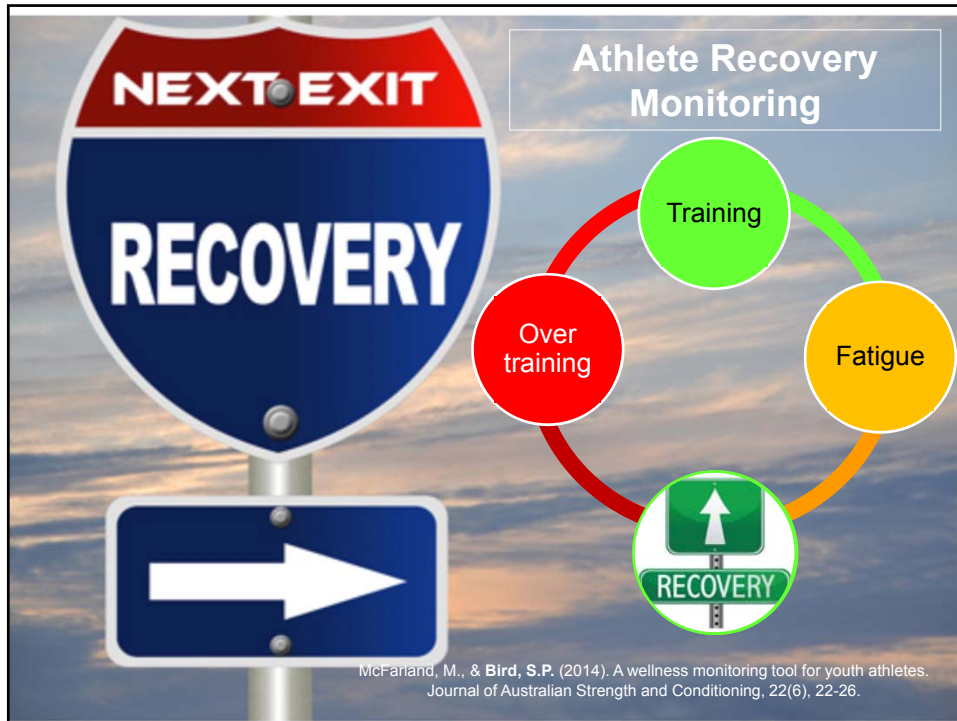 NEXT EXIT
RECOVERY
Athlete Recovery
Monitoring
Training
Over
training
Fatigue
RECOVERY
McFarland, M., & Bird, S.P. (2014). A wellness monitoring tool for youth athletes.
Journal of Australian Strength and Conditioning, 22(6), 22-26.